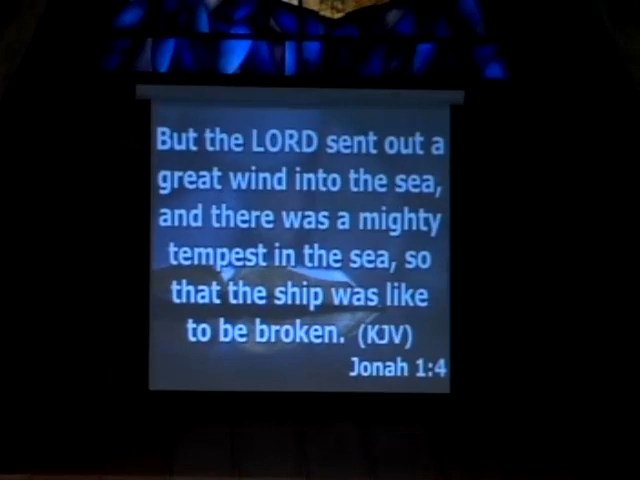 But the LORD sent out a
great wind into the sea,
and there was a mighty
tempest in the sea, so
that the ship was like
to be broken. (KJV)
Jonah 1:4